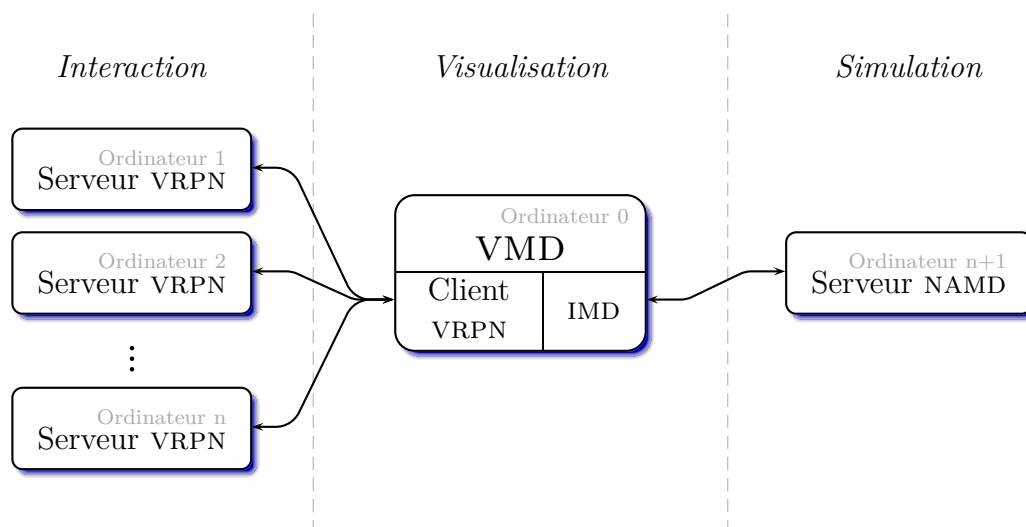 Interaction
Visualisation
Simulation
Ordinateur 1
Serveur VRPN
Ordinateur 2
Serveur VRPN
⋮
Ordinateur n
Serveur VRPN
Ordinateur 0
VMD
Client
VRPN
IMD
Ordinateur n+1
Serveur NAMD